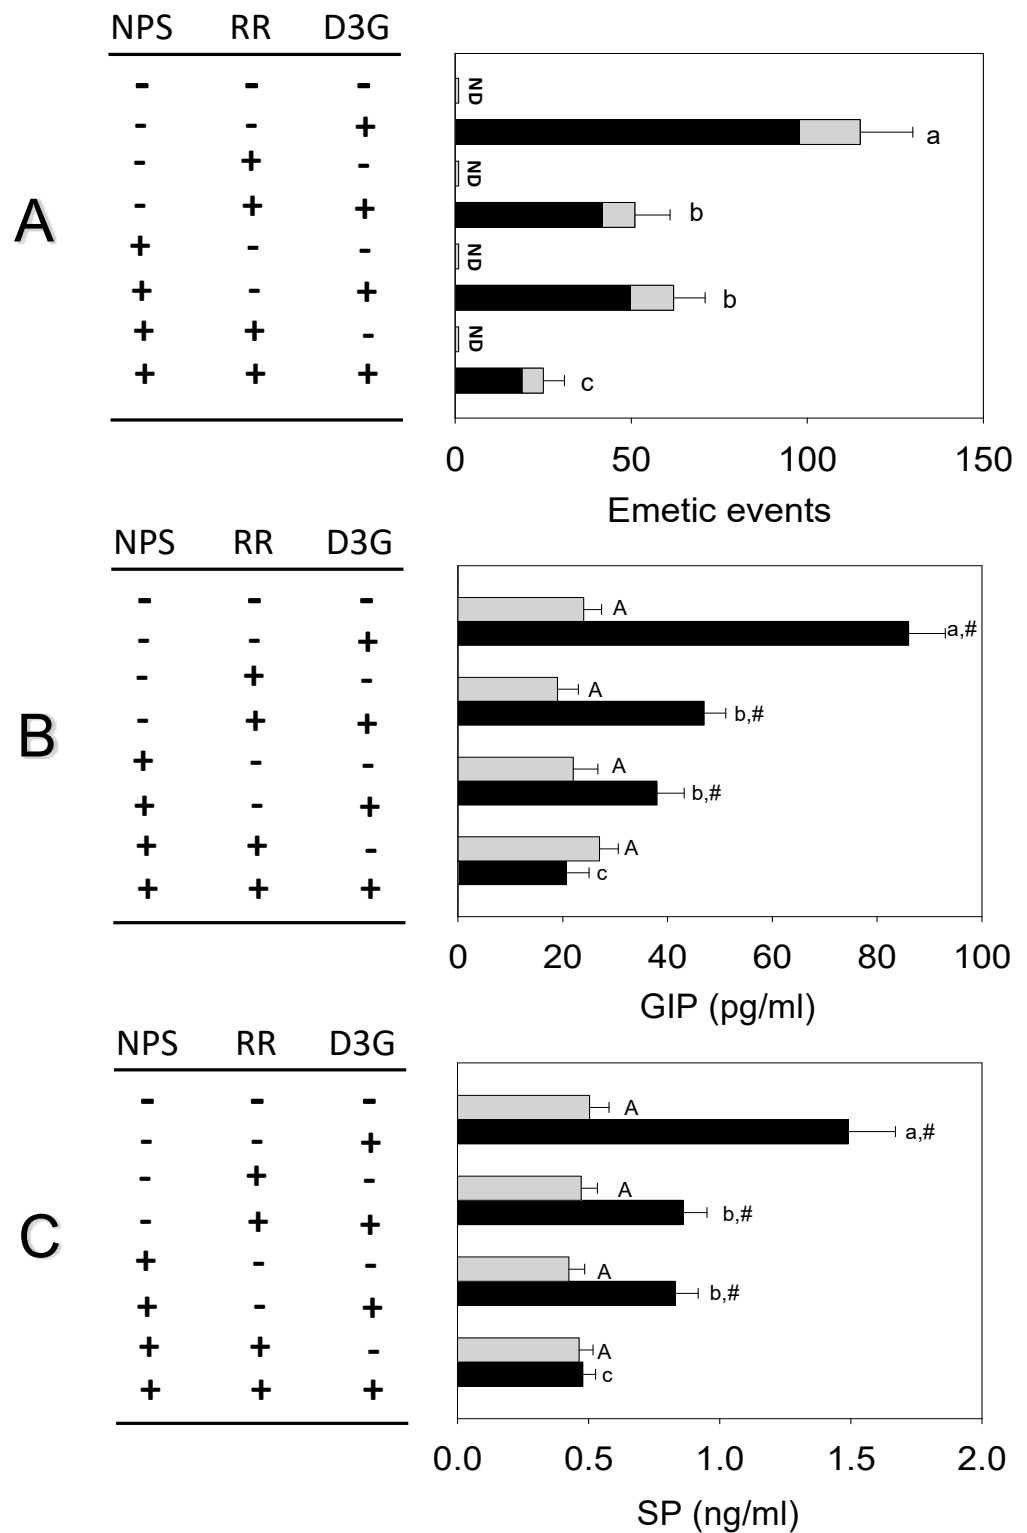 NPS RR D3G
- - -
- - +
- + -
- + +
+ - -
+ - +
+ + -
+ + +
A
ND
a
ND
b
ND
b
ND
c
0 50 100 150
Emetic events
NPS RR D3G
- - -
- - +
- + -
- + +
+ - -
+ - +
+ + -
+ + +
B
A
a,#
A
b,#
A
b,#
A
c
0 20 40 60 80 100
GIP (pg/ml)
NPS RR D3G
- - -
- - +
- + -
- + +
+ - -
+ - +
+ + -
+ + +
C
A
a,#
A
b,#
A
b,#
A
c
0.0 0.5 1.0 1.5 2.0
SP (ng/ml)